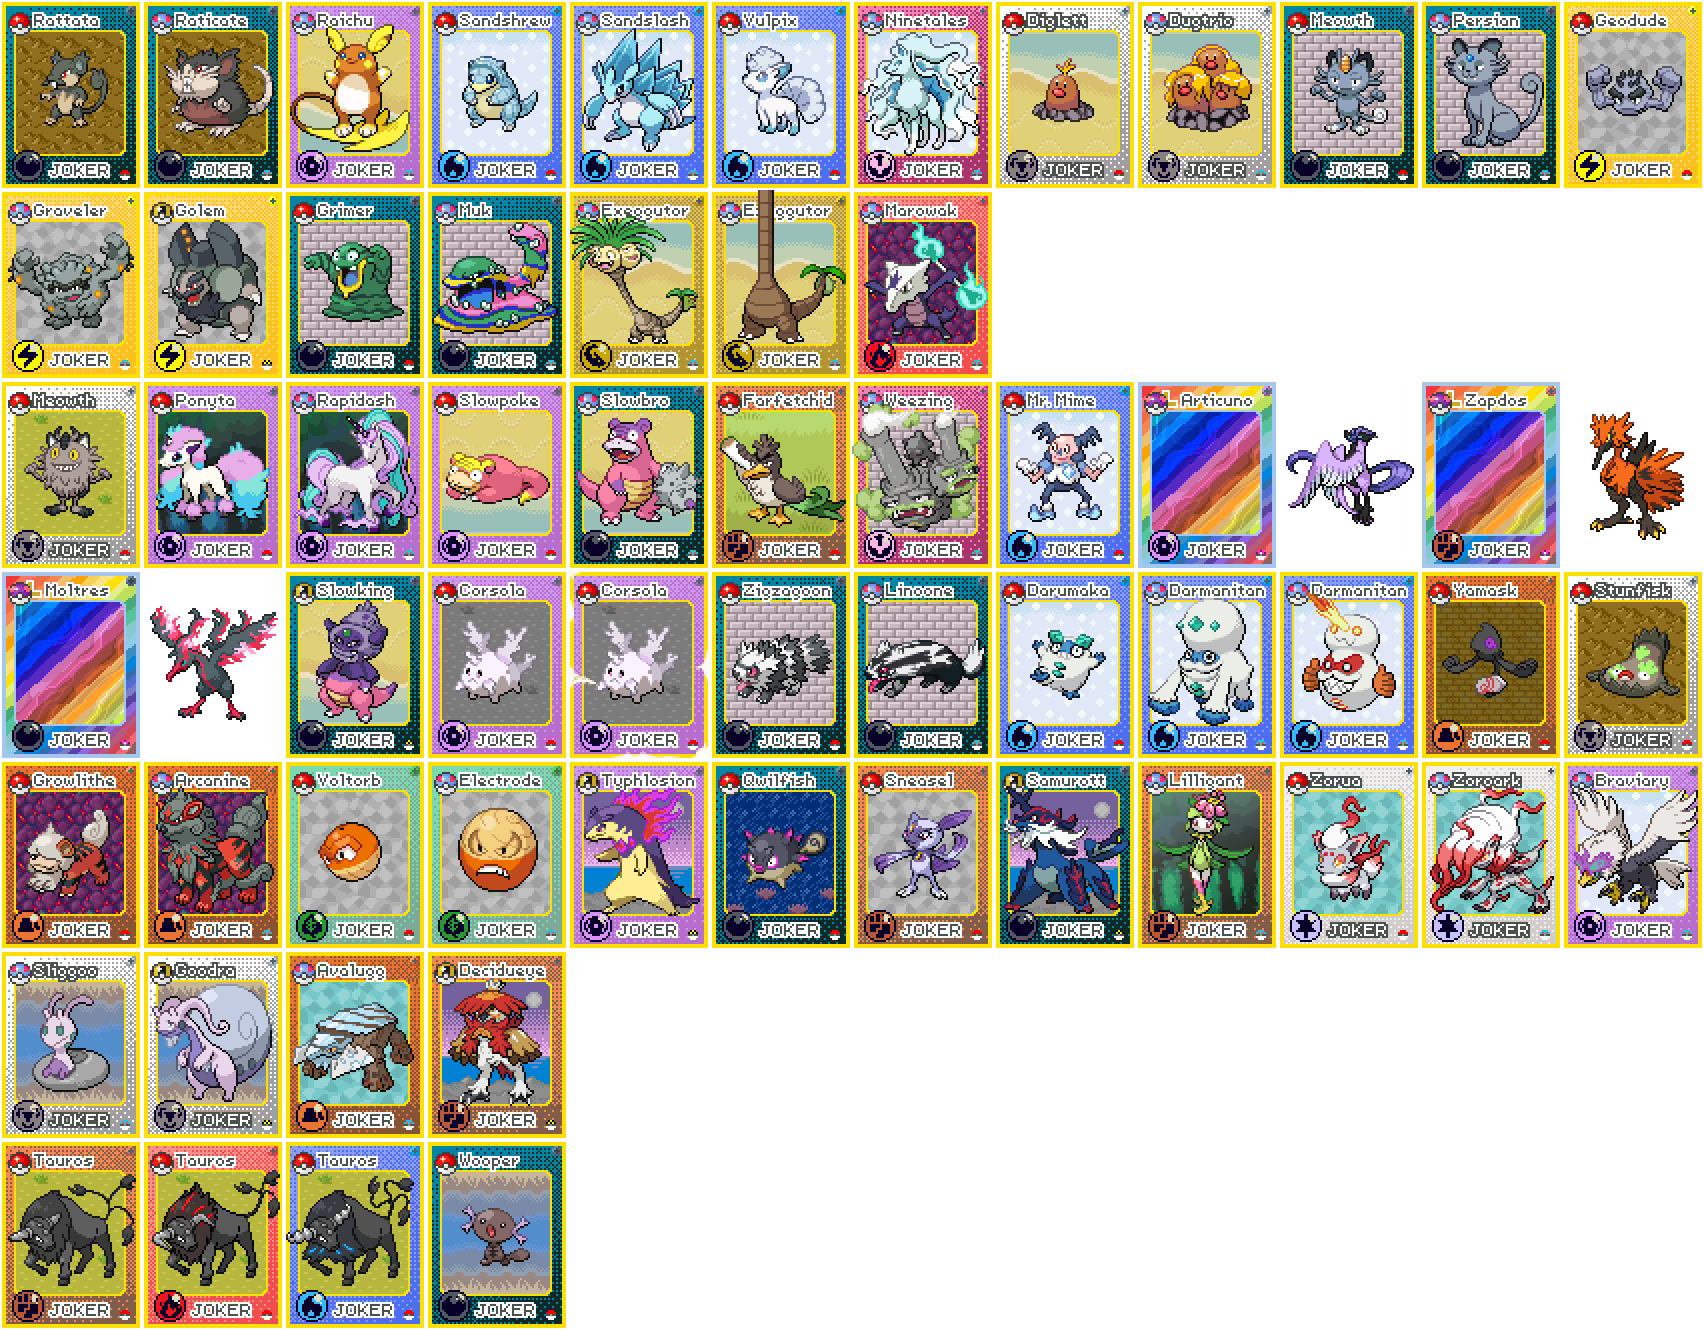 Rattata Raticate Raichu Sandshrew Sandslash Vulpix Ninetales Diglett Dugtrio Meowth Persian Geodude
JOKER JOKER JOKER JOKER JOKER JOKER JOKER JOKER JOKER JOKER JOKER JOKER
Graveler Golem Grimer Muk Exeggutor Ex ggutor Marowak
JOKER JOKER JOKER JOKER JOKER JOKER JOKER
Meowth Ponyta Rapidash Slowpoke Slowbro Farfetch'd Weezing Mr. Mime Articuno Zapdos
JOKER JOKER JOKER JOKER JOKER JOKER JOKER JOKER JOKER JOKER
Moltres Slowking Corsola Corsola Zigzagoon Linoone Darumaka Darmanitan Darmanitan Yamask Stunfisk
JOKER JOKER JOKER JOKER JOKER JOKER JOKER JOKER JOKER JOKER JOKER
Growlithe Arcanine Voltorb Electrode Typhlosion Qwilfish Sneasel Samurott Lilligant Zorua Zoroark Braviary
JOKER JOKER JOKER JOKER JOKER JOKER JOKER JOKER JOKER JOKER JOKER JOKER
Sliggoo Goodra Avalugg Decidueye
JOKER JOKER JOKER JOKER
Tauros Tauros Tauros Wooper
JOKER JOKER JOKER JOKER